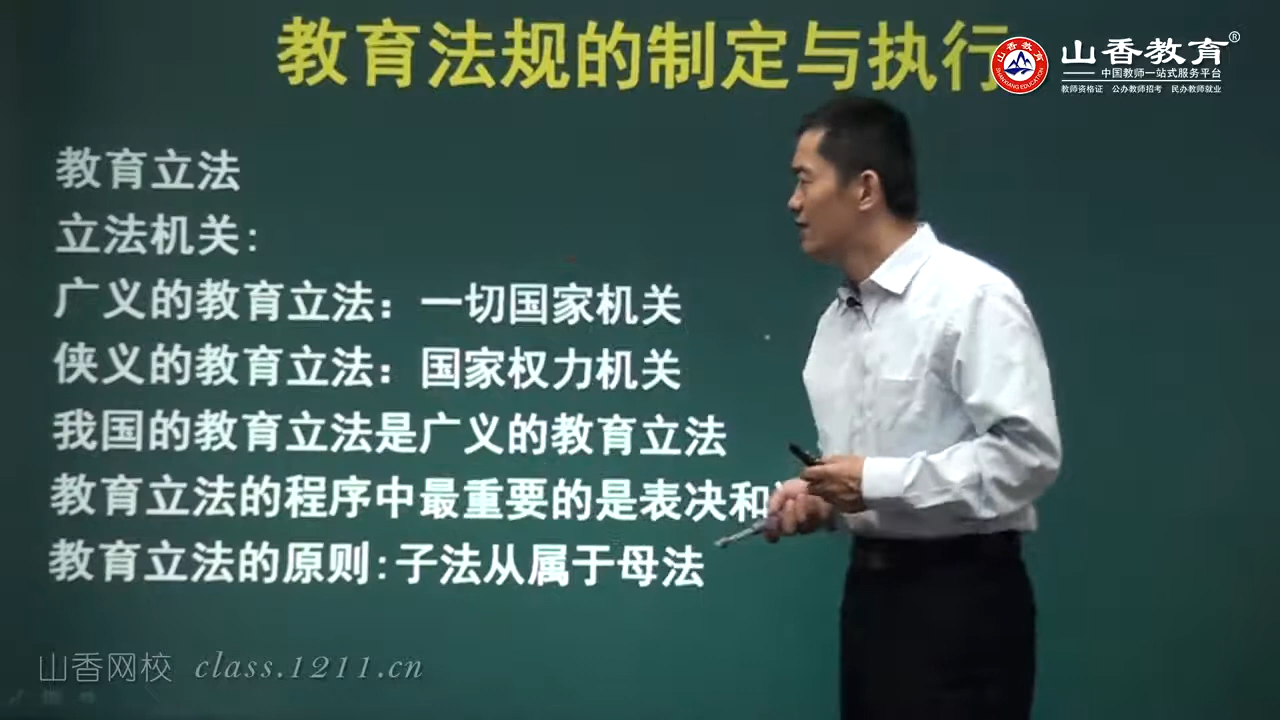 教育法规的制定与执行
山香教育®
中国教师一站式服务平台
教师资格证 公办教师招考 民办教师就业
山香教育
SHANXIANG EDUCATION
教育立法
立法机关:
广义的教育立法：一切国家机关
侠义的教育立法：国家权力机关
我国的教育立法是广义的教育立法
教育立法的程序中最重要的是表决和
教育立法的原则:子法从属于母法
山香网校 class.1211.cn